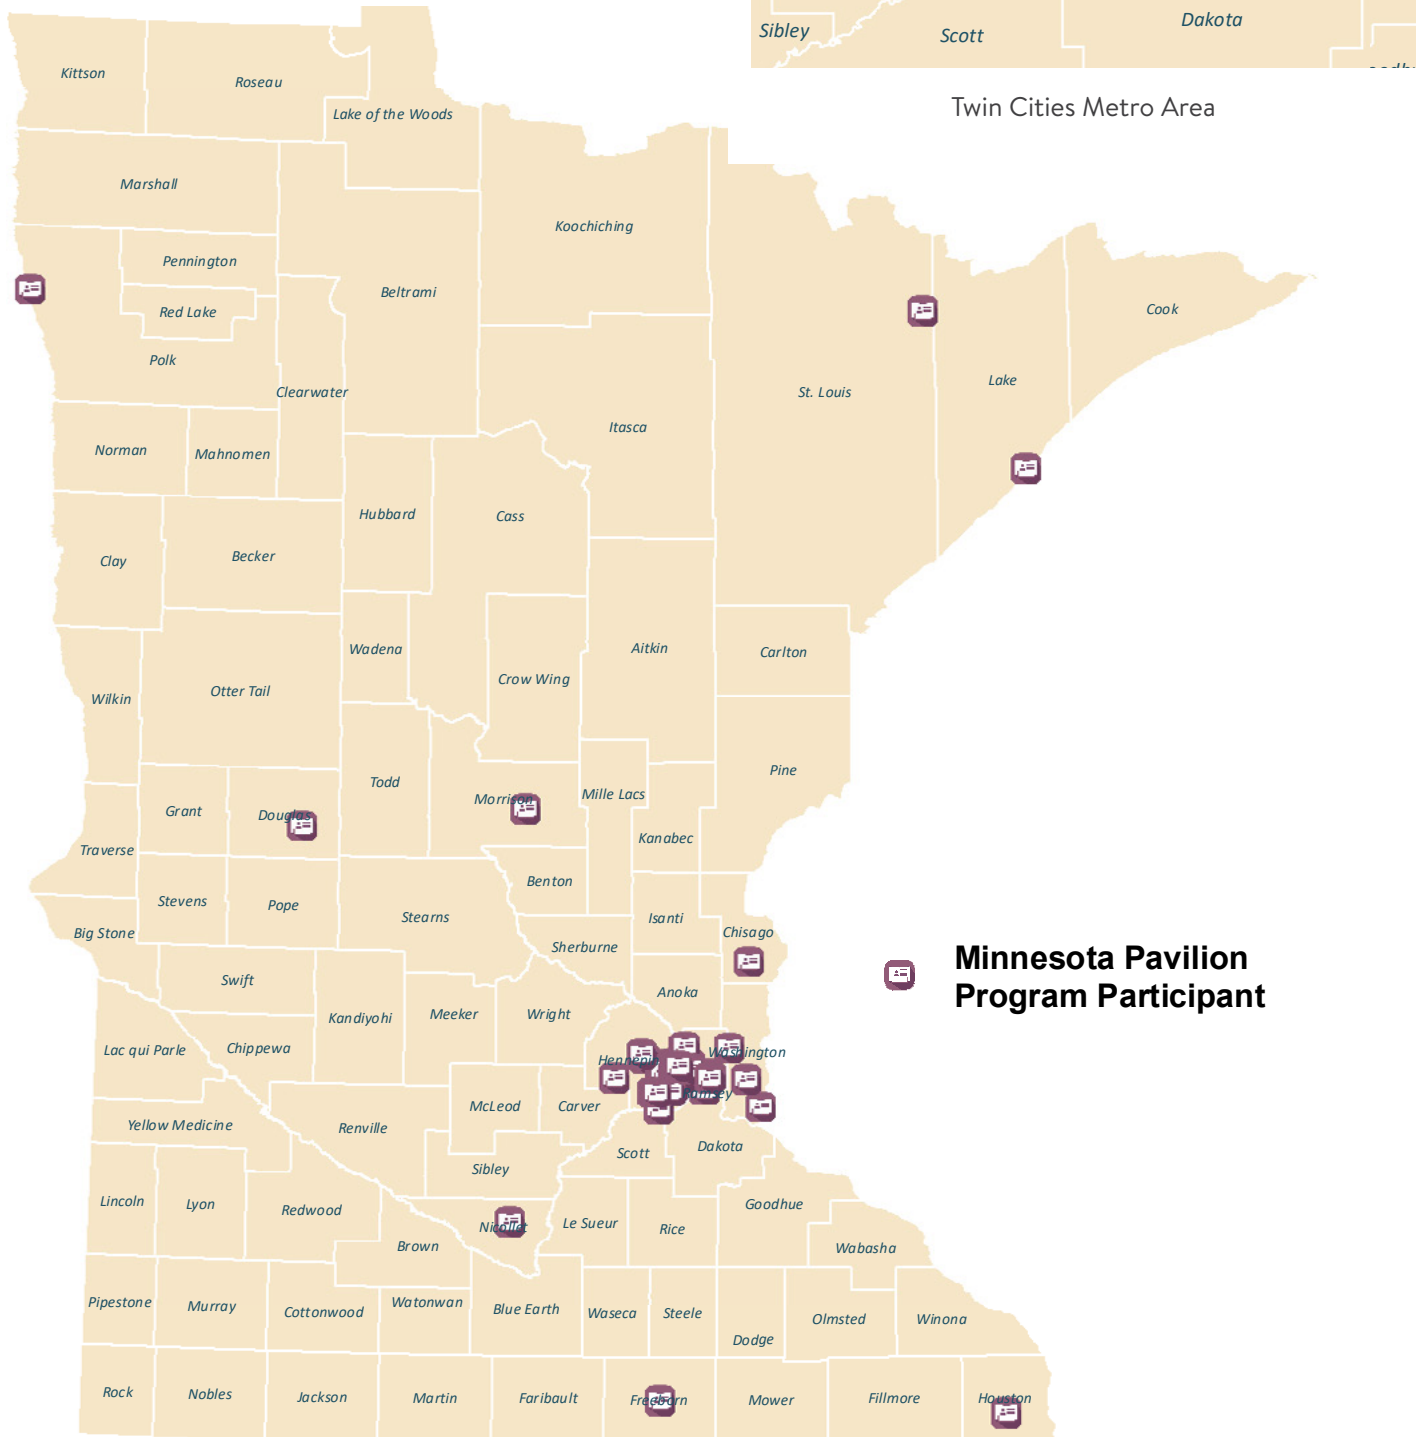 Sibley
Scott
Dakota
Twin Cities Metro Area
Kittson
Roseau
Lake of the Woods
Marshall
Koochiching
Pennington
Beltrami
Red Lake
Cook
Polk
Lake
Clearwater
St. Louis
Itasca
Norman
Mahnomen
Hubbard
Cass
Becker
Clay
Wadena
Aitkin
Carlton
Crow Wing
Otter Tail
Wilkin
Pine
Todd
Mille Lacs
Morrison
Grant
Douglas
Kanabec
Traverse
Benton
Stevens
Pope
Stearns
Isanti
Chisago
Big Stone
Sherburne
Minnesota Pavilion
Program Participant
Swift
Anoka
Kandiyohi
Meeker
Wright
Lac qui Parle
Chippewa
Washington
Hennepin
Ramsey
McLeod
Carver
Yellow Medicine
Renville
Dakota
Scott
Sibley
Lincoln
Lyon
Redwood
Goodhue
Nicollet
Le Sueur
Rice
Brown
Wabasha
Pipestone
Murray
Cottonwood
Watonwan
Blue Earth
Waseca
Steele
Olmsted
Winona
Dodge
Rock
Nobles
Jackson
Martin
Faribault
Freeborn
Mower
Fillmore
Houston